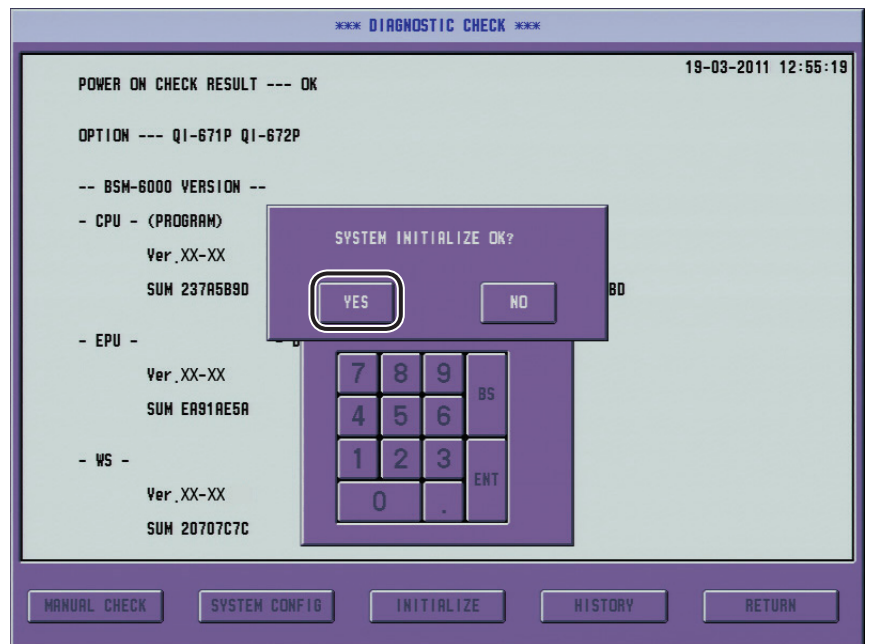 *** DIAGNOSTIC CHECK ***
19-03-2011 12:55:19
POWER ON CHECK RESULT --- OK
OPTION --- QI-671P QI-672P
-- BSM-6000 VERSION --
- CPU - (PROGRAM)
Ver.XX-XX
SUM 237A5B9D
BD
SYSTEM INITIALIZE OK?
YES NO
- EPU -
Ver.XX-XX
SUM EA91AE5A
- WS -
Ver.XX-XX
SUM 20707C7C
7 8 9 BS
4 5 6
1 2 3 ENT
0 .
MANUAL CHECK SYSTEM CONFIG INITIALIZE HISTORY RETURN